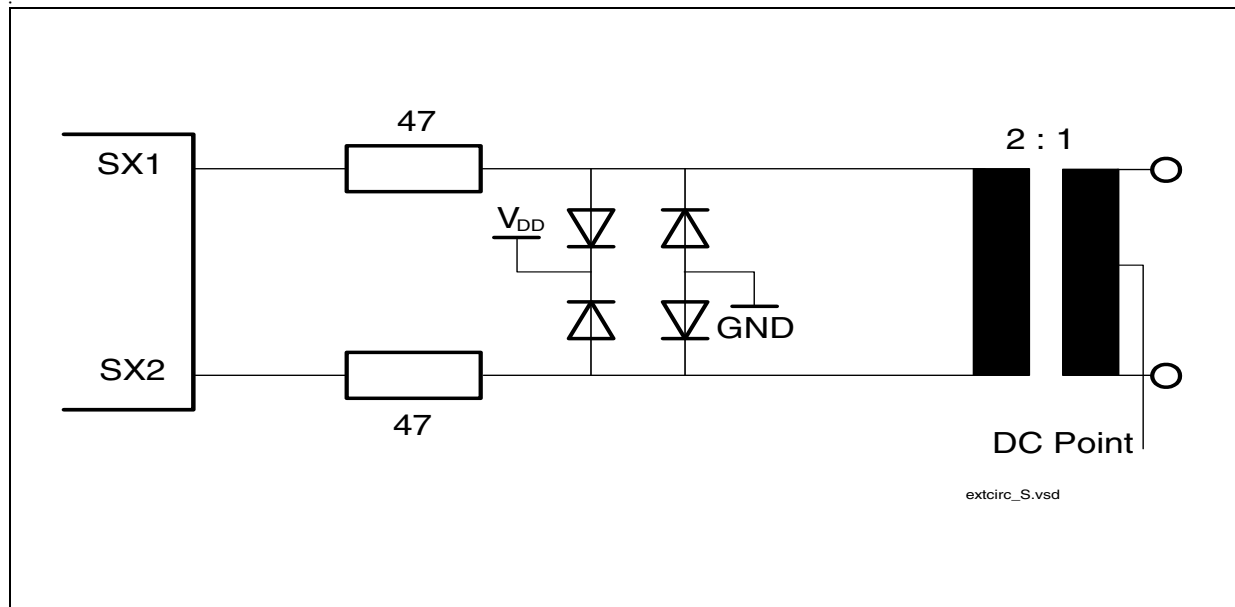 47
2 : 1
SX1
VDD
GND
SX2
47
DC Point
extcirc_S.vsd